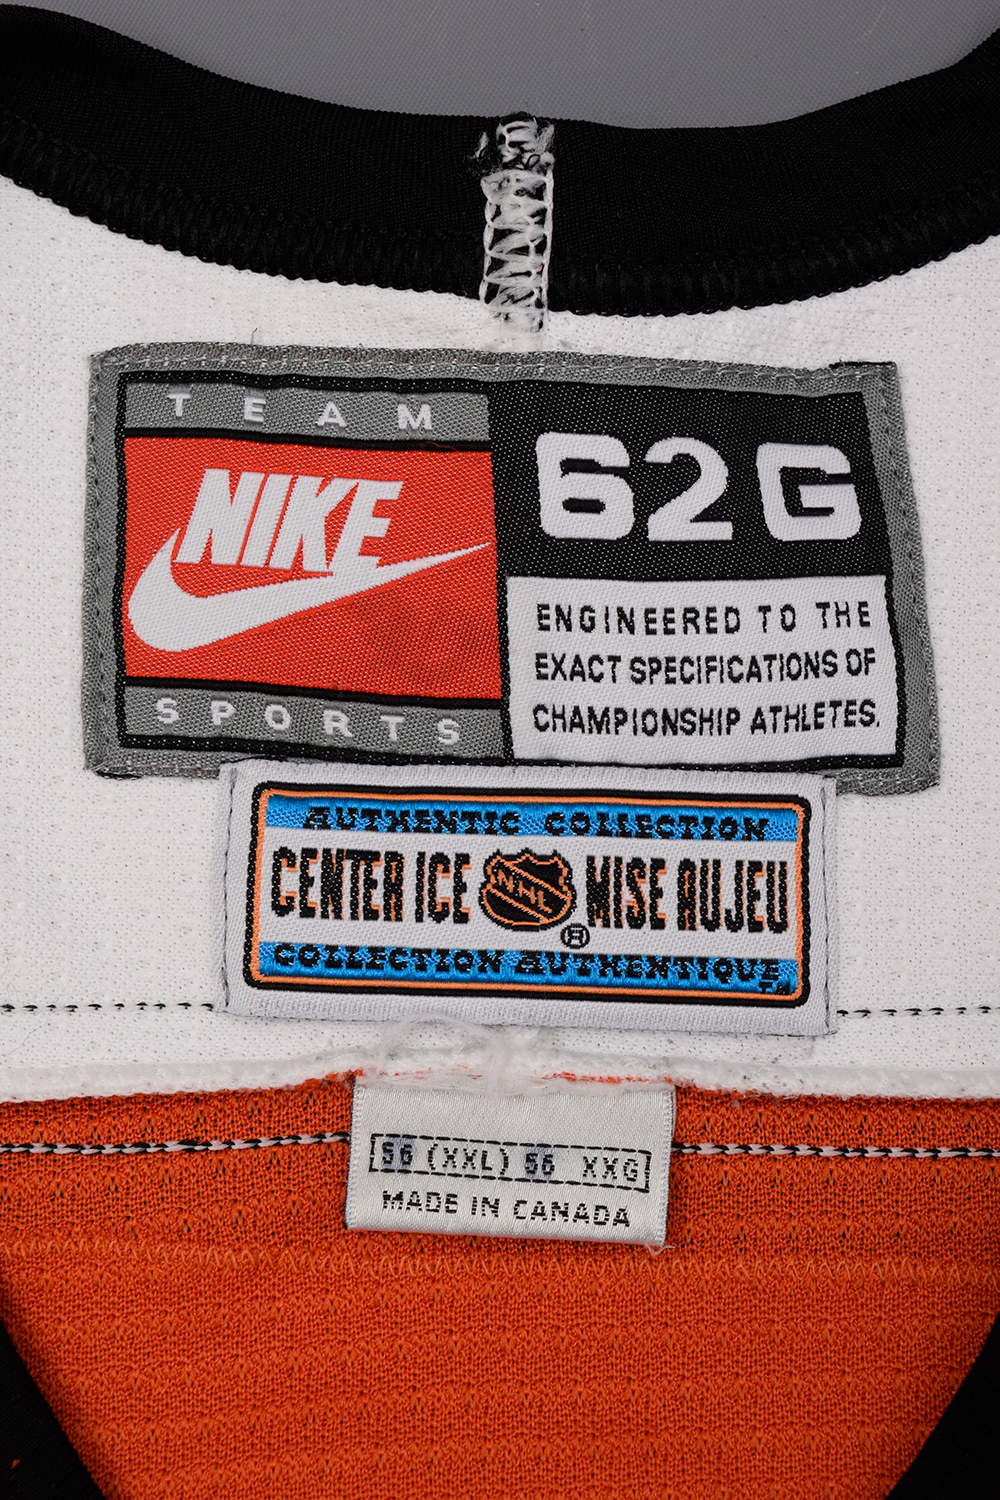 TEAM
NIKE
SPORTS
62G
ENGINEERED TO THE
EXACT SPECIFICATIONS OF
CHAMPIONSHIP ATHLETES.
AUTHENTIC COLLECTION
CENTER ICE NHL ® MISE AU JEU
COLLECTION AUTHENTIQUE
TM
56 (XXL) 56 XXG
MADE IN CANADA